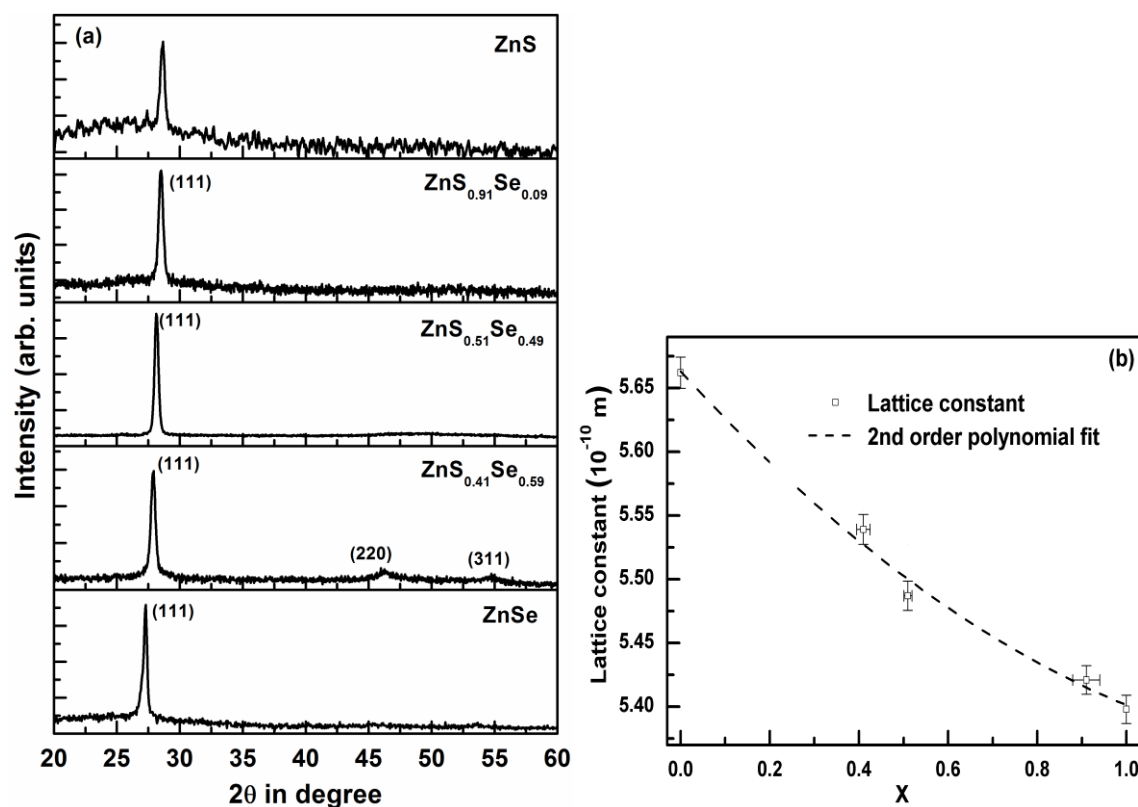 (a)
ZnS
(111)
ZnS₀.₉₁Se₀.₀₉
(111)
ZnS₀.₅₁Se₀.₄₉
(111)
ZnS₀.₄₁Se₀.₅₉
(220)
(311)
(111)
ZnSe
Intensity (arb. units)
20 25 30 35 40 45 50 55 60
2θ in degree
(b)
Lattice constant
2nd order polynomial fit
Lattice constant (10⁻¹⁰ m)
5.65
5.60
5.55
5.50
5.45
5.40
0.0 0.2 0.4 0.6 0.8 1.0
X